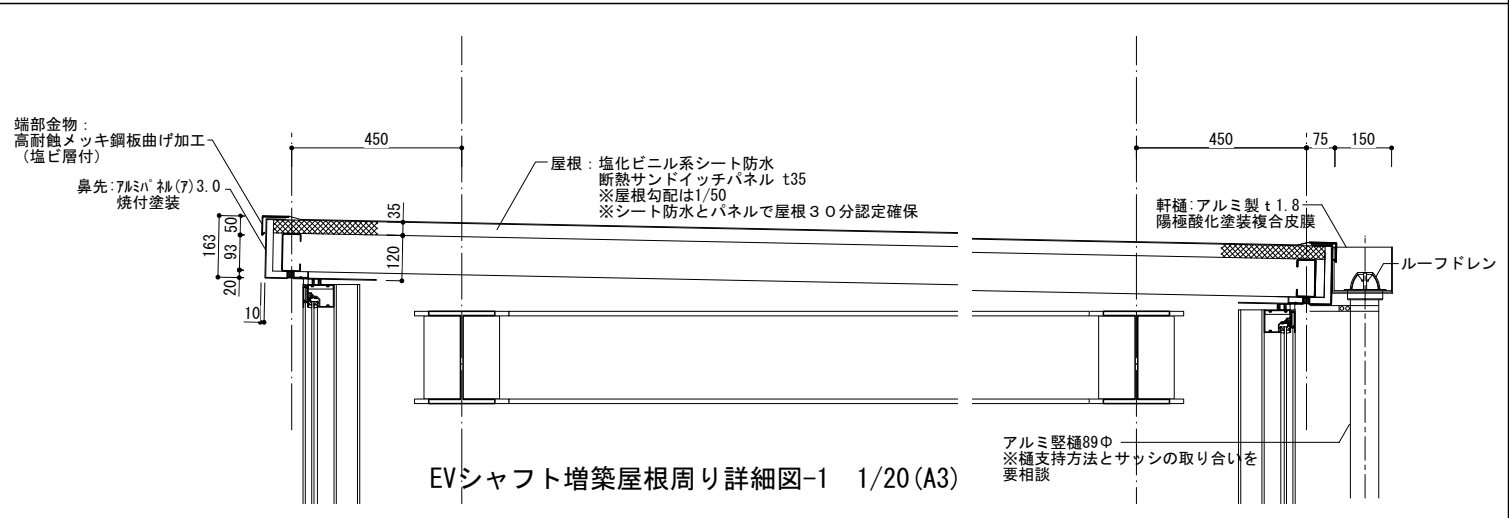 端部金物：
高耐蝕メッキ鋼板曲げ加工
（塩ビ層付）
鼻先:ｱﾙﾐﾊﾟﾈﾙ(ｱ)3.0
焼付塗装
450
屋根：塩化ビニル系シート防水
断熱サンドイッチパネル t35
※屋根勾配は1/50
※シート防水とパネルで屋根３０分認定確保
450
75
150
軒樋:アルミ製ｔ1.8
陽極酸化塗装複合皮膜
ルーフドレン
163
50
93
20
10
35
120
アルミ竪樋89Φ
※樋支持方法とサッシの取り合いを
要相談
EVシャフト増築屋根周り詳細図-1　1/20(A3)